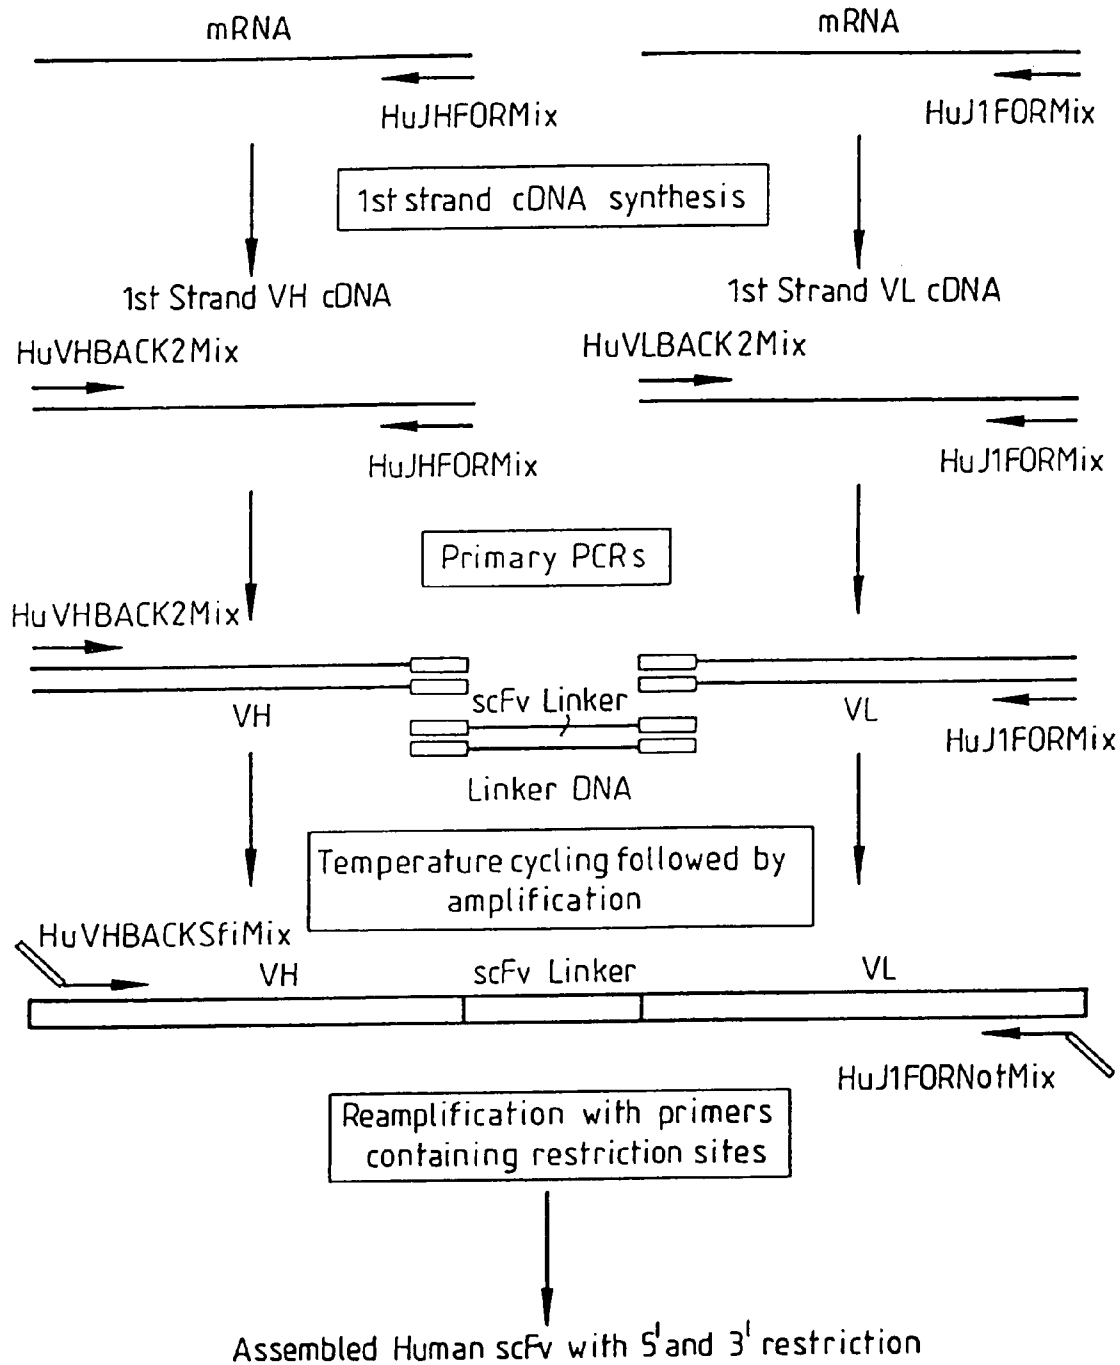 mRNA
mRNA
HuJHFORMix
HuJ1FORMix
1st strand cDNA synthesis
1st Strand VH cDNA
1st Strand VL cDNA
HuVHBACK2Mix
HuVLBACK2Mix
HuJHFORMix
HuJ1FORMix
Primary PCRs
HuVHBACK2Mix
VH
scFv Linker
VL
HuJ1FORMix
Linker DNA
Temperature cycling followed by
amplification
HuVHBACKSfiMix
VH
scFv Linker
VL
HuJ1FORNotMix
Reamplification with primers
containing restriction sites
Assembled Human scFv with 5' and 3' restriction